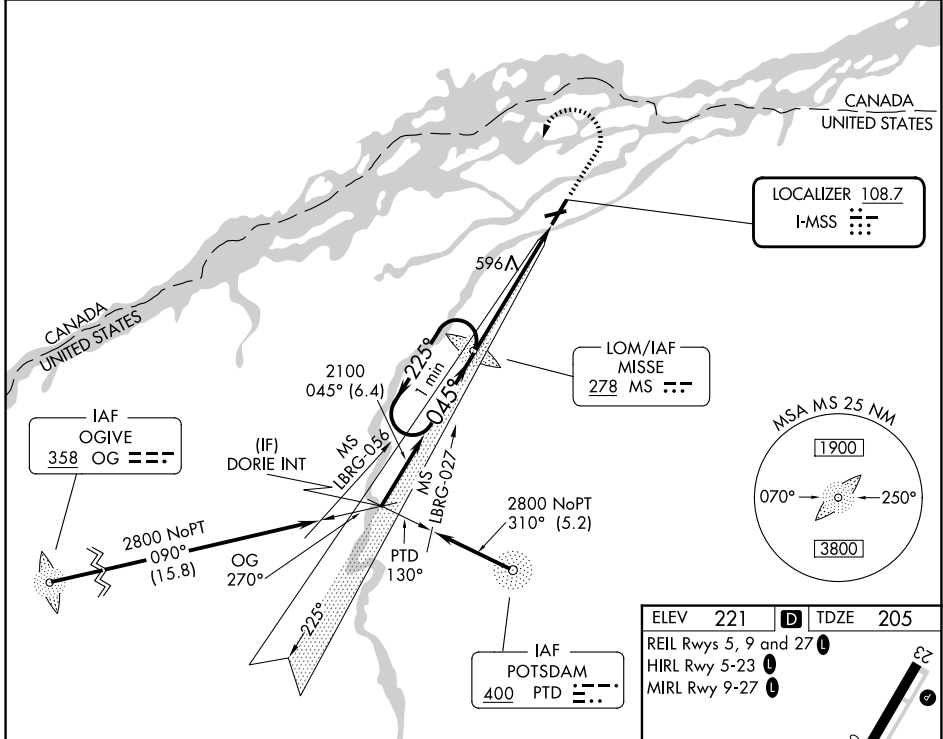 CANADA
UNITED STATES
LOCALIZER 108.7
I-MSS
596
CANADA
UNITED STATES
225°
1 min
045°
2100
045° (6.4)
LOM/IAF
MISSE
278 MS
IAF
OGIVE
358 OG
(IF)
DORIE INT
MS
LBRG-056
MS
LBRG-027
MSA MS 25 NM
1900
070°
250°
3800
2800 NoPT
090°
(15.8)
OG
270°
PTD
130°
2800 NoPT
310° (5.2)
225°
IAF
POTSDAM
400 PTD
ELEV 221 D TDZE 205
REIL Rwys 5, 9 and 27 L
HIRL Rwy 5-23 L
MIRL Rwy 9-27 L
23